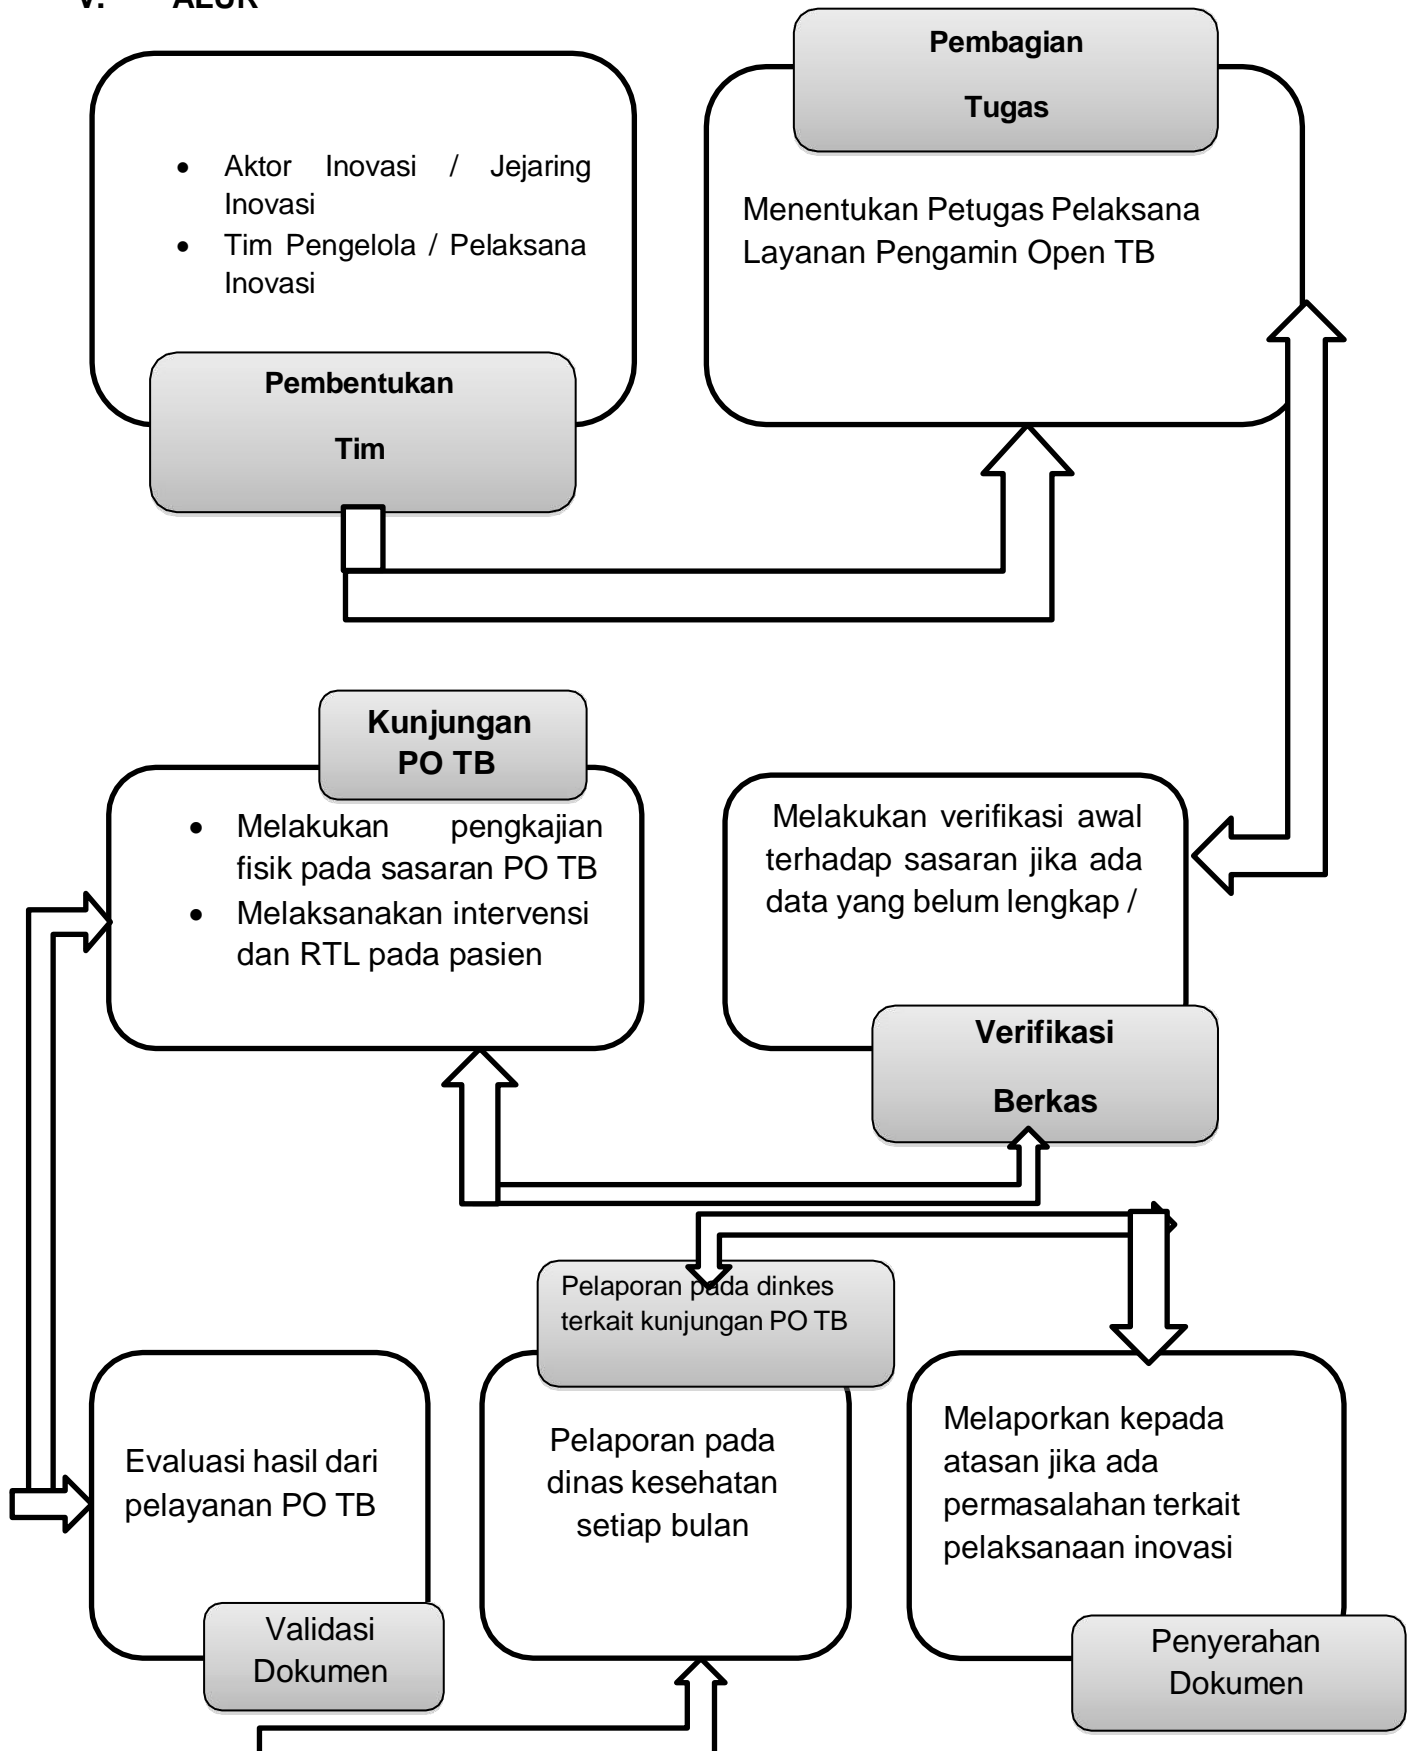 V. ALUR
Pembagian
Tugas
• Aktor Inovasi / Jejaring
Inovasi
• Tim Pengelola / Pelaksana
Inovasi
Menentukan Petugas Pelaksana
Layanan Pengamin Open TB
Pembentukan
Tim
Kunjungan
PO TB
• Melakukan pengkajian
fisik pada sasaran PO TB
• Melaksanakan intervensi
dan RTL pada pasien
Melakukan verifikasi awal
terhadap sasaran jika ada
data yang belum lengkap /
Verifikasi
Berkas
Pelaporan pada dinkes
terkait kunjungan PO TB
Evaluasi hasil dari
pelayanan PO TB
Validasi
Dokumen
Pelaporan pada
dinas kesehatan
setiap bulan
Melaporkan kepada
atasan jika ada
permasalahan terkait
pelaksanaan inovasi
Penyerahan
Dokumen